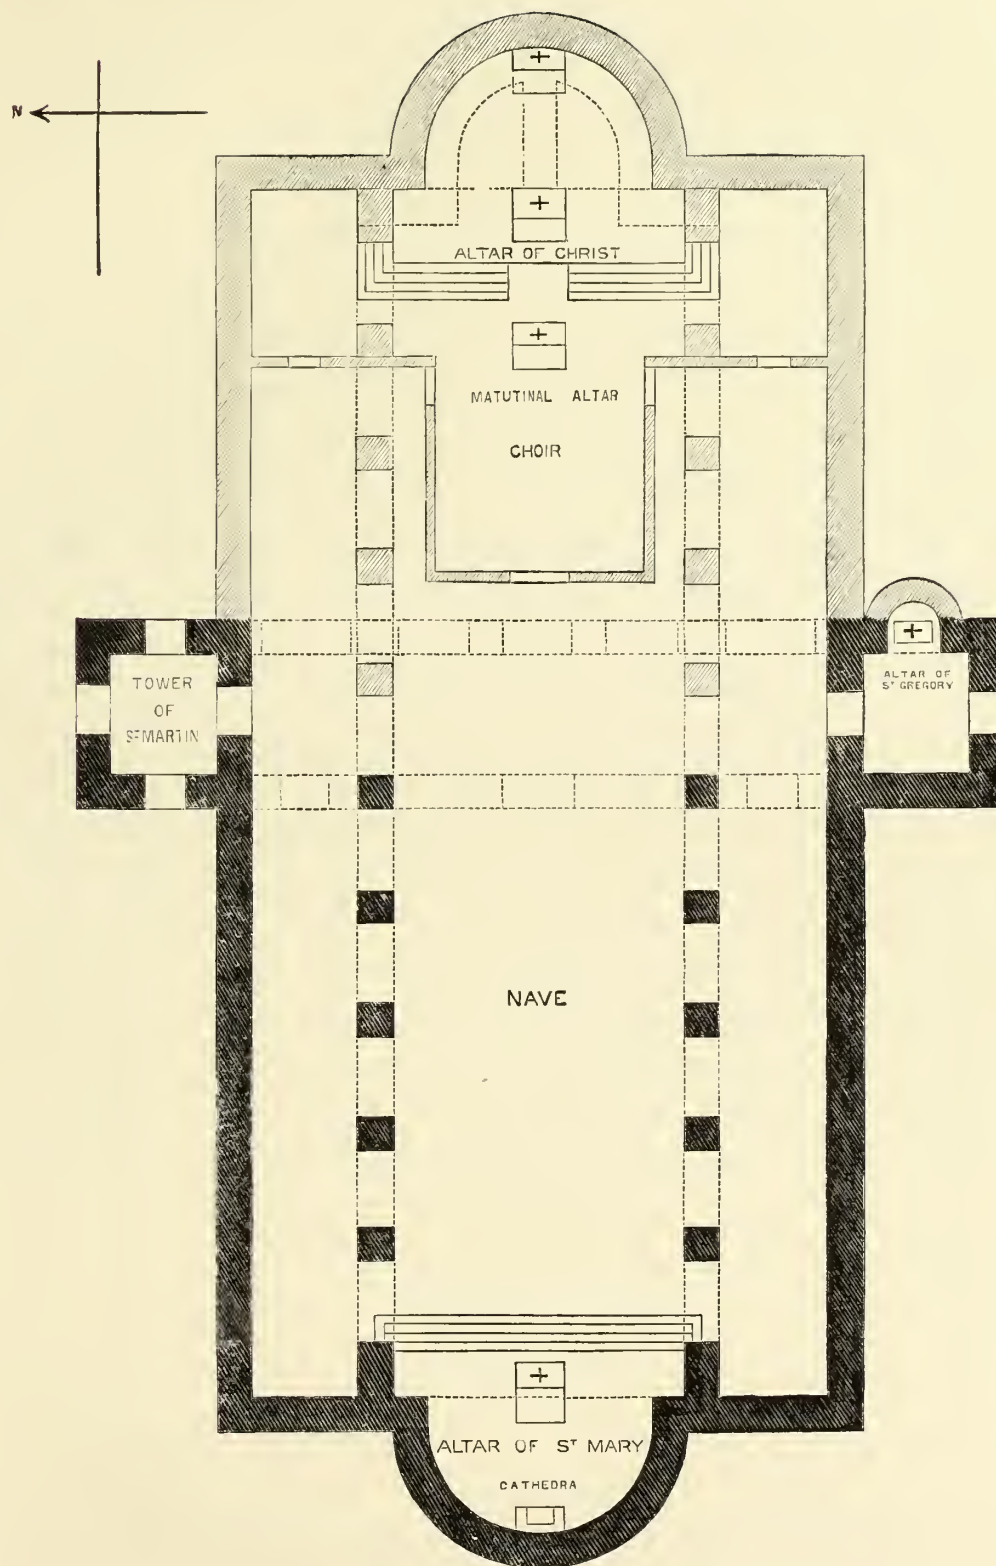 N
ALTAR OF CHRIST
MATUTINAL ALTAR
CHOIR
TOWER
OF
ST MARTIN
ALTAR OF
ST GREGORY
NAVE
ALTAR OF ST MARY
CATHEDRA